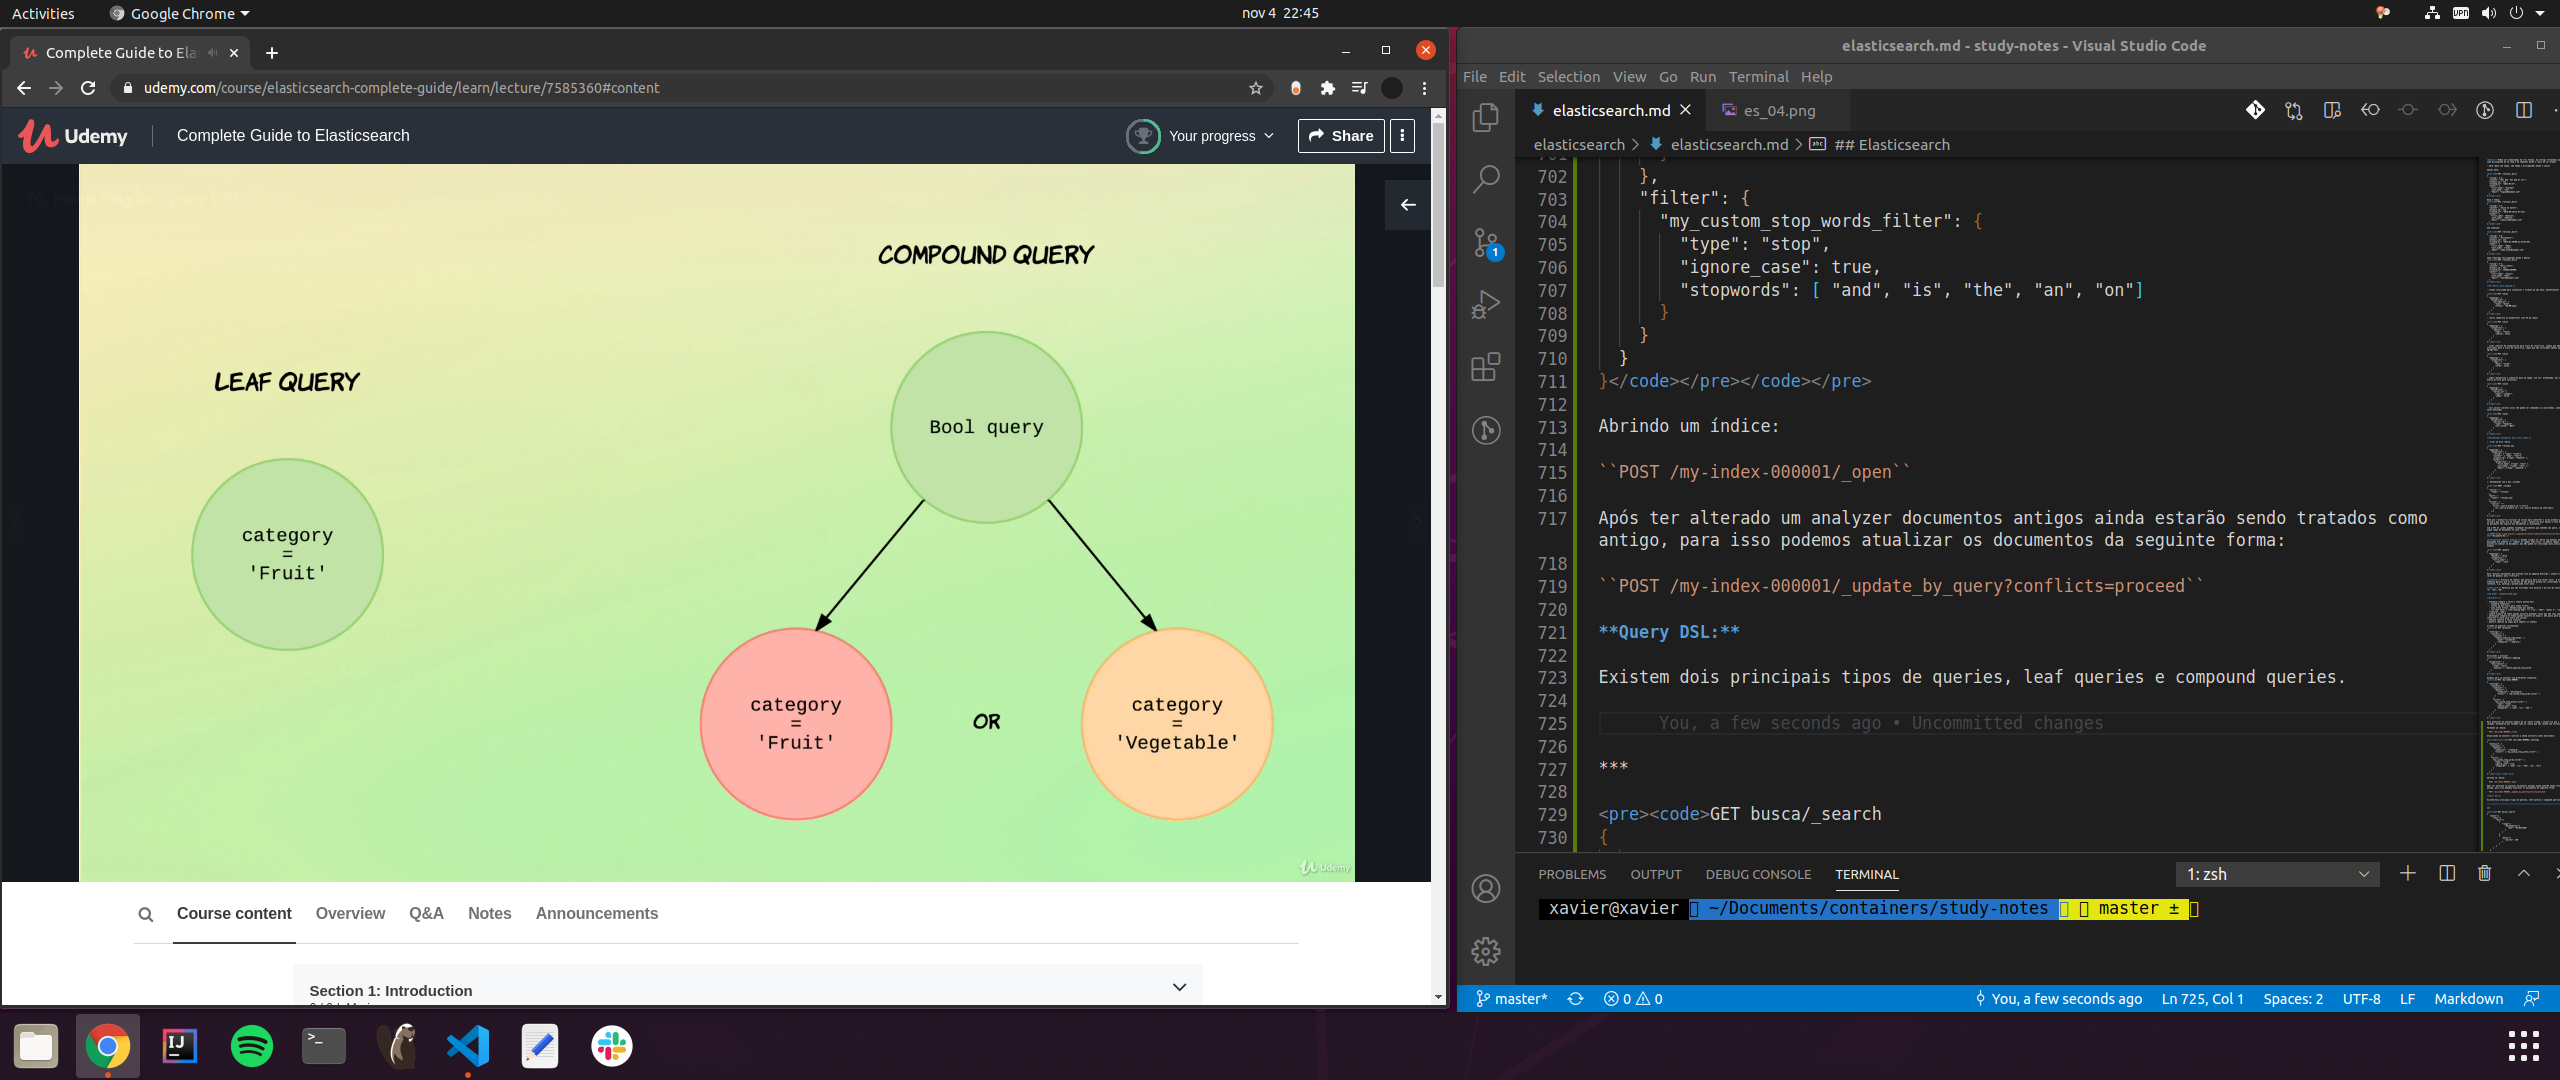 Activities
Google Chrome
nov 4 22:45
VPN
Complete Guide to Ela
udemy.com/course/elasticsearch-complete-guide/learn/lecture/7585360#content
Udemy
Complete Guide to Elasticsearch
Your progress
Share
LEAF QUERY
category
=
'Fruit'
COMPOUND QUERY
Bool query
category
=
'Fruit'
OR
category
=
'Vegetable'
Udemy
Course content
Overview
Q&A
Notes
Announcements
Section 1: Introduction
elasticsearch.md - study-notes - Visual Studio Code
File Edit Selection View Go Run Terminal Help
elasticsearch.md
es_04.png
elasticsearch > elasticsearch.md > abc ## Elasticsearch
1
701 }
702 },
703 "filter": {
704 "my_custom_stop_words_filter": {
705 "type": "stop",
706 "ignore_case": true,
707 "stopwords": [ "and", "is", "the", "an", "on"]
708 }
709 }
710 }
711 }</code></pre></code></pre>
712
713 Abrindo um índice:
714
715 ``POST /my-index-000001/_open``
716
717 Após ter alterado um analyzer documentos antigos ainda estarão sendo tratados como
antigo, para isso podemos atualizar os documentos da seguinte forma:
718
719 ``POST /my-index-000001/_update_by_query?conflicts=proceed``
720
721 **Query DSL:**
722
723 Existem dois principais tipos de queries, leaf queries e compound queries.
724
725 You, a few seconds ago • Uncommitted changes
726
727 ***
728
729 <pre><code>GET busca/_search
730 {
PROBLEMS OUTPUT DEBUG CONSOLE TERMINAL
1: zsh
xavier@xavier ~/Documents/containers/study-notes master ±
master* 0 0
You, a few seconds ago Ln 725, Col 1 Spaces: 2 UTF-8 LF Markdown
IJ
>_